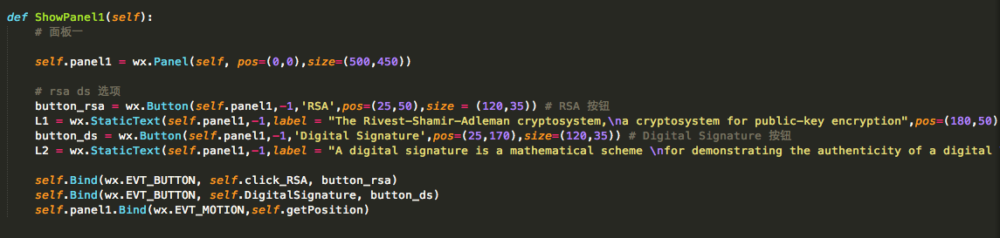 def ShowPanel1(self):
# 面板一
self.panel1 = wx.Panel(self, pos=(0,0),size=(500,450))
# rsa ds 选项
button_rsa = wx.Button(self.panel1,-1,'RSA',pos=(25,50),size = (120,35)) # RSA 按钮
L1 = wx.StaticText(self.panel1,-1,label = "The Rivest-Shamir-Adleman cryptosystem,\na cryptosystem for public-key encryption",pos=(180,50)
button_ds = wx.Button(self.panel1,-1,'Digital Signature',pos=(25,170),size=(120,35)) # Digital Signature 按钮
L2 = wx.StaticText(self.panel1,-1,label = "A digital signature is a mathematical scheme \nfor demonstrating the authenticity of a digital
self.Bind(wx.EVT_BUTTON, self.click_RSA, button_rsa)
self.Bind(wx.EVT_BUTTON, self.DigitalSignature, button_ds)
self.panel1.Bind(wx.EVT_MOTION,self.getPosition)